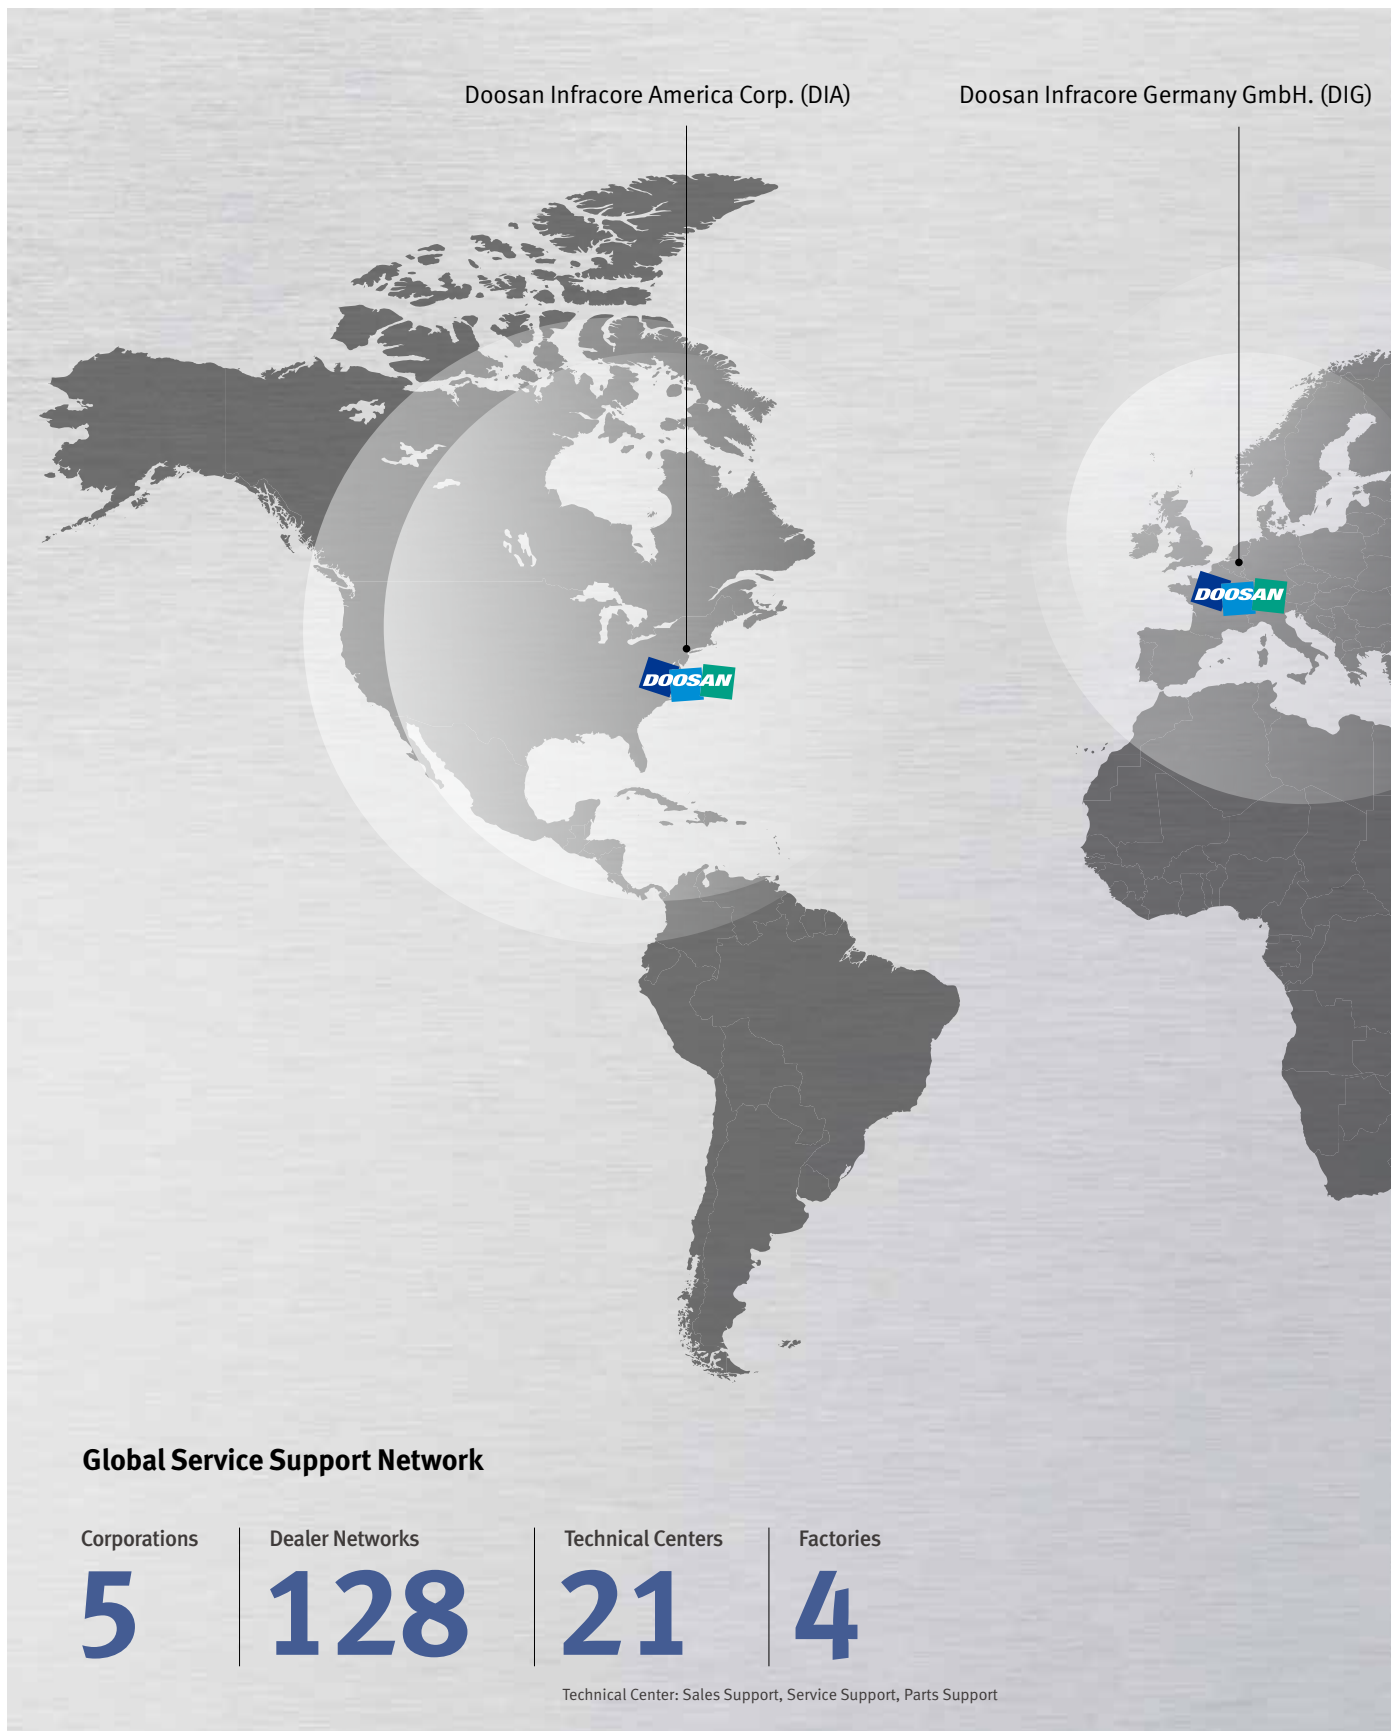 Doosan Infracore America Corp. (DIA)
Doosan Infracore Germany GmbH. (DIG)
DOOSAN
DOOSAN
Global Service Support Network
Corporations
5
Dealer Networks
128
Technical Centers
21
Factories
4
Technical Center: Sales Support, Service Support, Parts Support